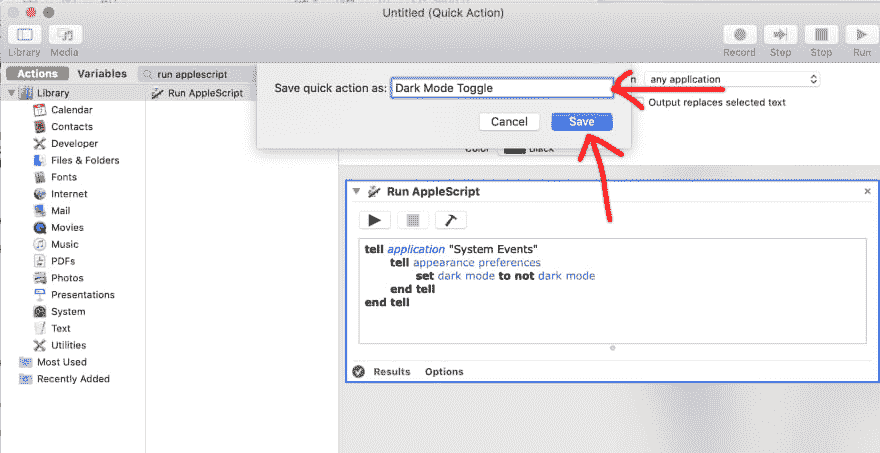 Untitled (Quick Action)
Library Media
Record Step Stop Run
Actions Variables
run applescript
Save quick action as: Dark Mode Toggle
any application
Output replaces selected text
Cancel Save
Color Black
Library
Calendar
Contacts
Developer
Files & Folders
Fonts
Internet
Mail
Movies
Music
PDFs
Photos
Presentations
System
Text
Utilities
Most Used
Recently Added
Run AppleScript
Run AppleScript
tell application "System Events"
tell appearance preferences
set dark mode to not dark mode
end tell
end tell
Results Options